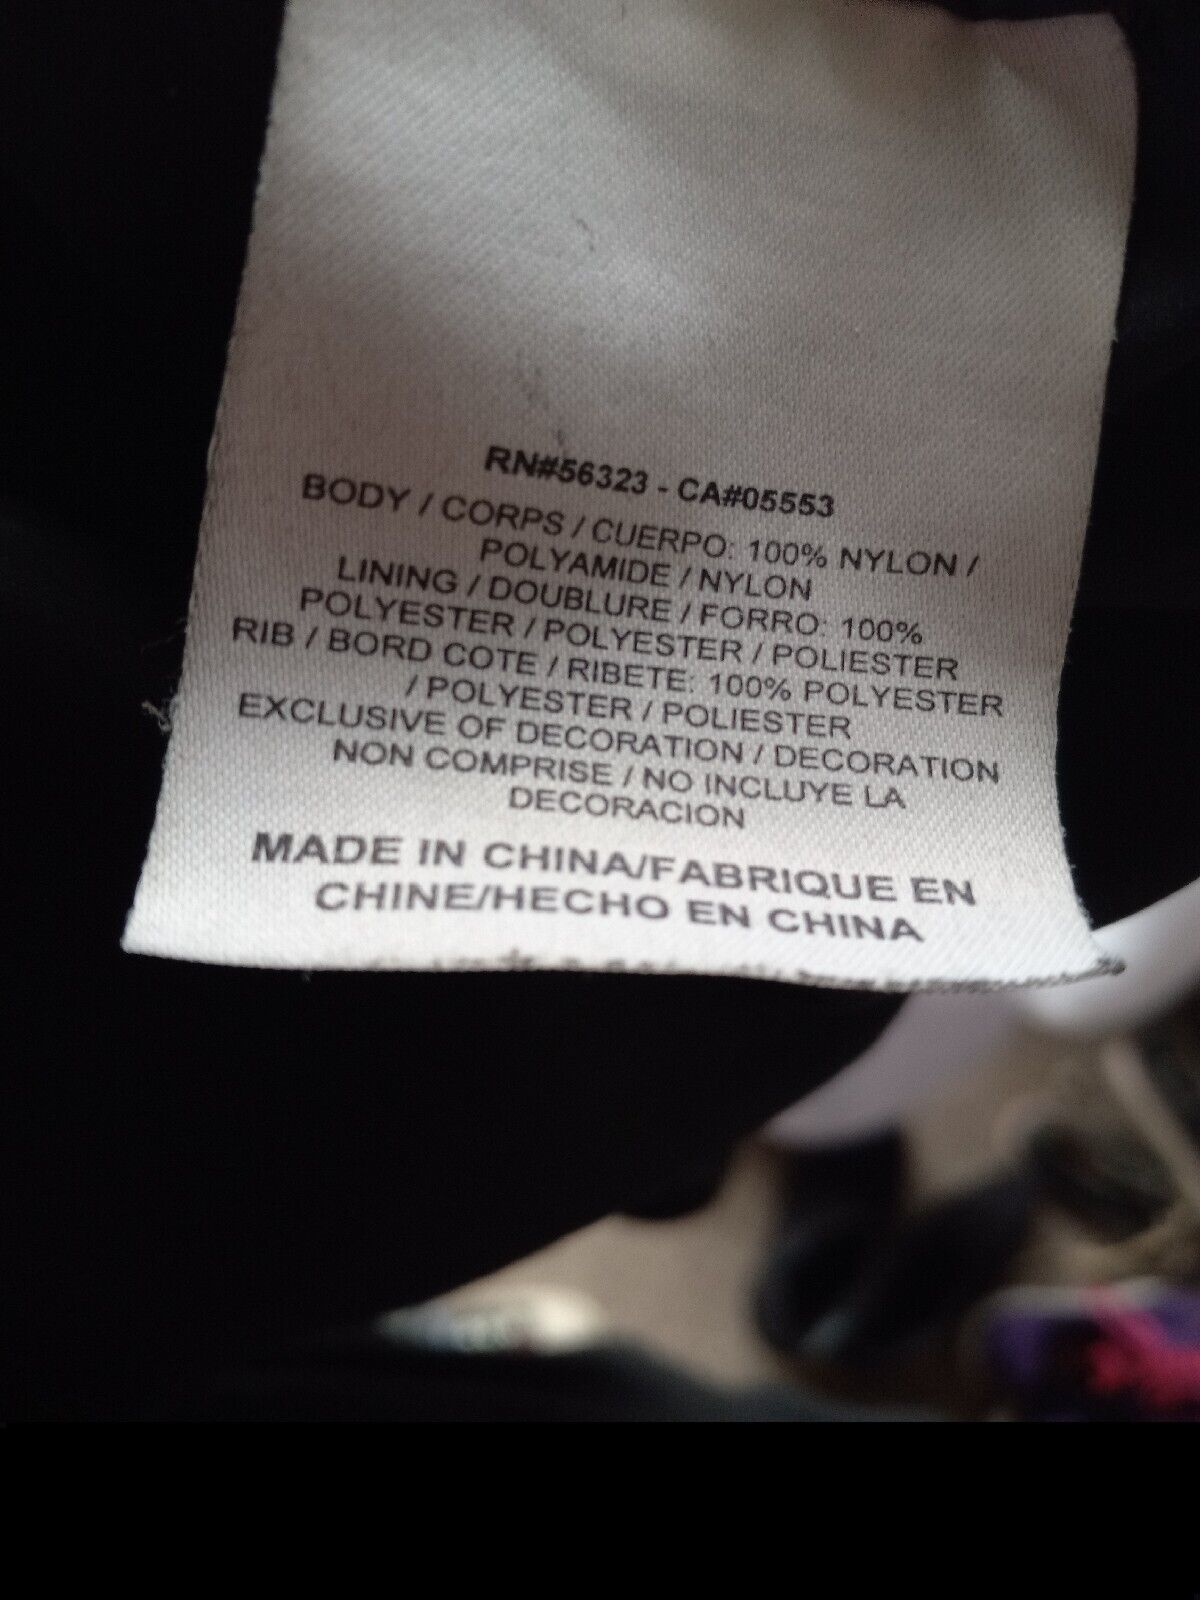 RN#56323 - CA#05553
BODY / CORPS / CUERPO: 100% NYLON /
POLYAMIDE / NYLON
LINING / DOUBLURE / FORRO: 100%
POLYESTER / POLYESTER / POLIESTER
RIB / BORD COTE / RIBETE: 100% POLYESTER
/ POLYESTER / POLIESTER
EXCLUSIVE OF DECORATION / DECORATION
NON COMPRISE / NO INCLUYE LA
DECORACION
MADE IN CHINA/FABRIQUE EN
CHINE/HECHO EN CHINA